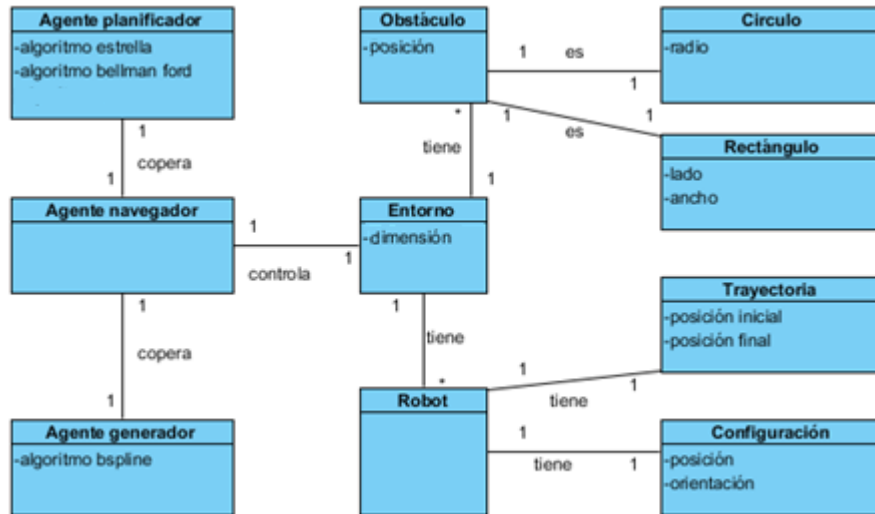 Agente planificador
-algoritmo estrella
-algoritmo bellman ford
1
copera
1
Agente navegador
1
controla
1
1
copera
1
Agente generador
-algoritmo bspline
Obstáculo
-posición
1
es
1
1
es
1
*
tiene
1
Entorno
-dimensión
1
tiene
*
Robot
1
tiene
1
1
tiene
1
Círculo
-radio
Rectángulo
-lado
-ancho
Trayectoria
-posición inicial
-posición final
Configuración
-posición
-orientación